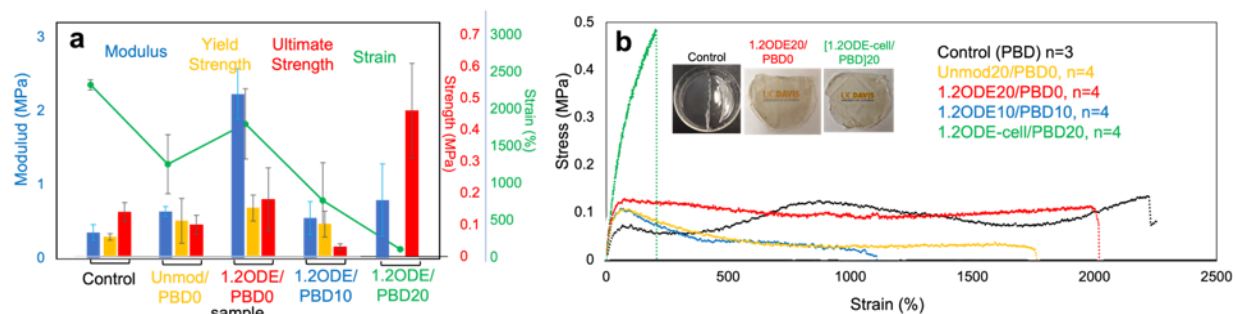 a
Modulus
Yield
Strength
Ultimate
Strength
Strain
3
2
1
0
Modulud (MPa)
0.7
0.6
0.5
0.4
0.3
0.2
0.1
0
Strength (MPa)
3000
2500
2000
1500
1000
500
0
Strain (%)
Control
Unmod/
PBD0
1.2ODE/
PBD0
1.2ODE/
PBD10
1.2ODE/
PBD20
sample
b
0.5
0.4
0.3
0.2
0.1
0
Stress (MPa)
Control
1.2ODE20/
PBD0
[1.2ODE-cell/
PBD]20
UC DAVIS
UC DAVIS
Control (PBD) n=3
Unmod20/PBD0, n=4
1.2ODE20/PBD0, n=4
1.2ODE10/PBD10, n=4
1.2ODE-cell/PBD20, n=4
0
500
1000
1500
2000
2500
Strain (%)